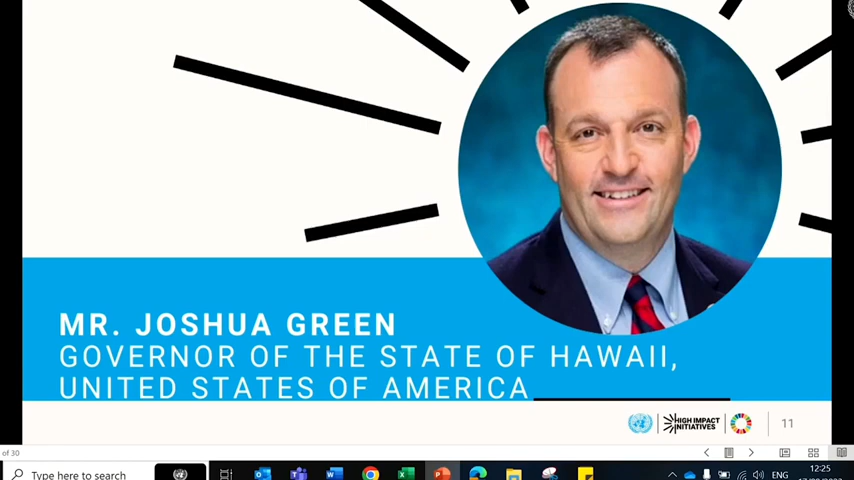 MR. JOSHUA GREEN
GOVERNOR OF THE STATE OF HAWAII,
UNITED STATES OF AMERICA
HIGH IMPACT
INITIATIVES
11
of 30
Type here to search
ENG
12:25